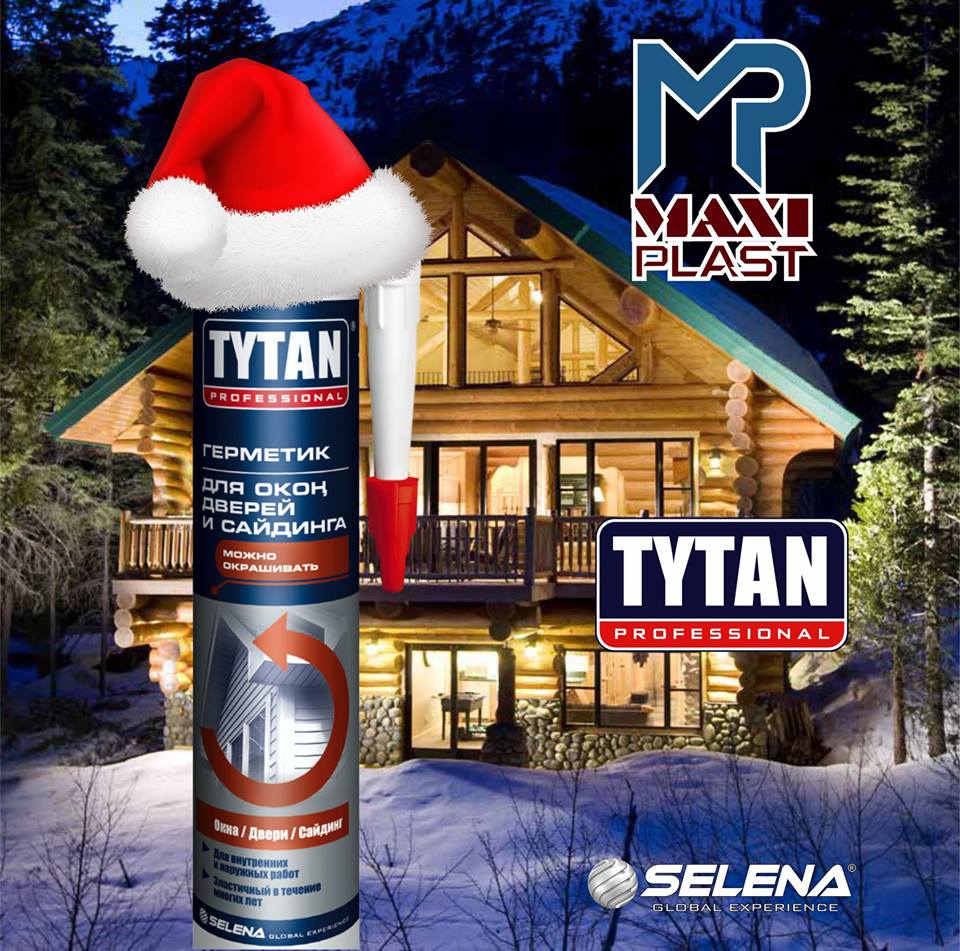 MP
MAXI
PLAST
TYTAN®
PROFESSIONAL
ГЕРМЕТИК
ДЛЯ ОКОН,
ДВЕРЕЙ
И САЙДИНГА
МОЖНО
ОКРАШИВАТЬ
Окна / Двери / Сайдинг
Для внутренних
и наружных работ
Эластичный в течение
многих лет
SELENA GLOBAL EXPERIENCE
TYTAN
PROFESSIONAL
SELENA®
GLOBAL EXPERIENCE